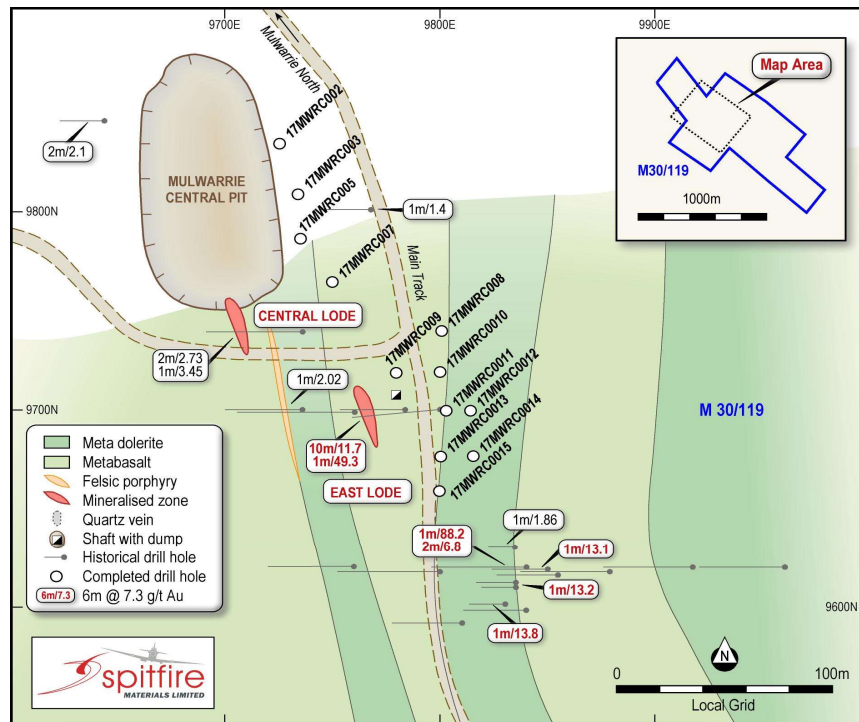 9700E
9800E
9900E
Mulwarrie North
17MWRC002
17MWRC003
17MWRC005
17MWRC007
2m/2.1
MULWARRIE
CENTRAL PIT
1m/1.4
Map Area
M30/119
1000m
9800N
Main Track
17MWRC008
17MWRC009
17MWRC0010
CENTRAL LODE
2m/2.73
1m/3.45
1m/2.02
17MWRC0011
17MWRC0012
17MWRC0013
17MWRC0014
17MWRC0015
9700N
M 30/119
10m/11.7
1m/49.3
EAST LODE
Meta dolerite
Metabasalt
Felsic porphyry
Mineralised zone
Quartz vein
Shaft with dump
Historical drill hole
Completed drill hole
6m/7.3 6m @ 7.3 g/t Au
1m/1.86
1m/88.2
2m/6.8
1m/13.1
1m/13.2
1m/13.8
9600N
spitfire
MATERIALS LIMITED
N
0 100m
Local Grid